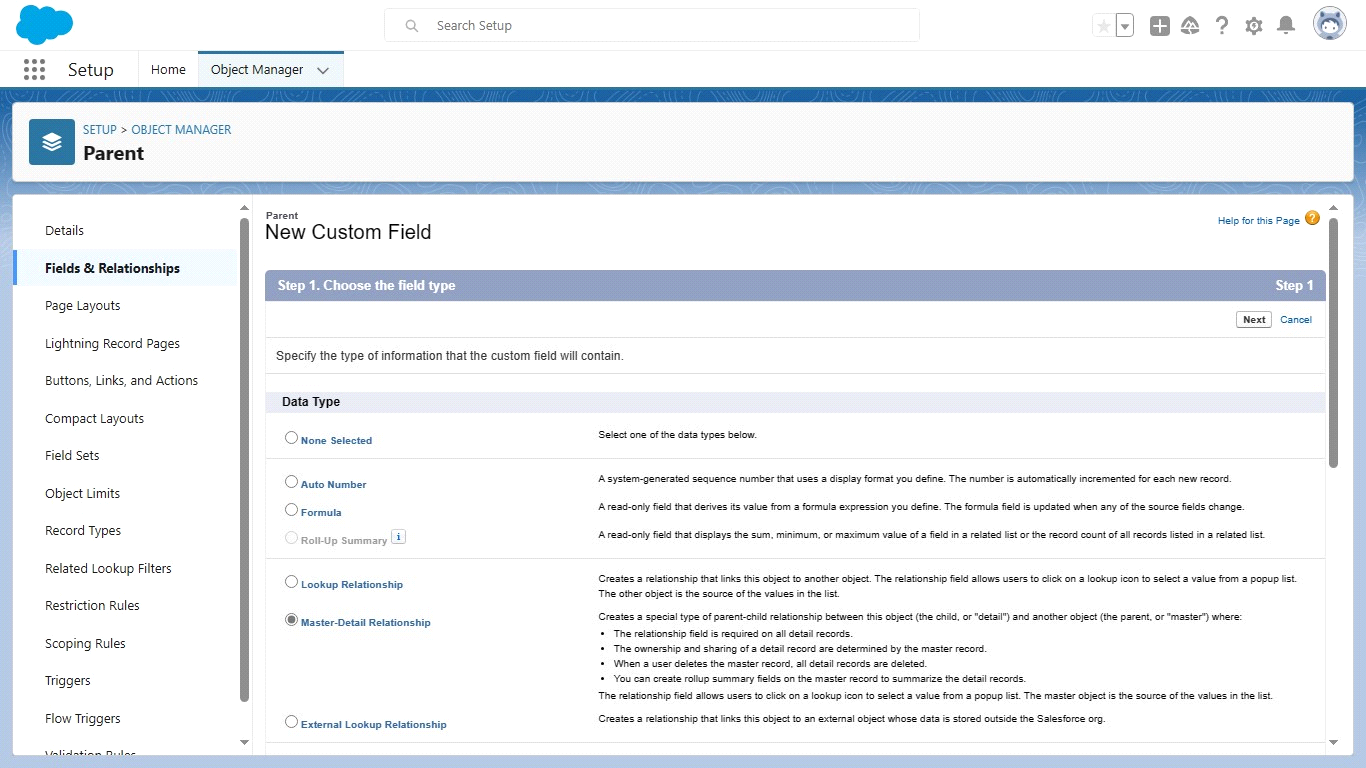 Search Setup
Setup
Home
Object Manager
SETUP > OBJECT MANAGER
Parent
Details
Fields & Relationships
Page Layouts
Lightning Record Pages
Buttons, Links, and Actions
Compact Layouts
Field Sets
Object Limits
Record Types
Related Lookup Filters
Restriction Rules
Scoping Rules
Triggers
Flow Triggers
Validation Rules
Parent
New Custom Field
Help for this Page ?
Step 1. Choose the field type
Step 1
Next
Cancel
Specify the type of information that the custom field will contain.
Data Type
None Selected
Select one of the data types below.
Auto Number
A system-generated sequence number that uses a display format you define. The number is automatically incremented for each new record.
Formula
A read-only field that derives its value from a formula expression you define. The formula field is updated when any of the source fields change.
Roll-Up Summary i
A read-only field that displays the sum, minimum, or maximum value of a field in a related list or the record count of all records listed in a related list.
Lookup Relationship
Creates a relationship that links this object to another object. The relationship field allows users to click on a lookup icon to select a value from a popup list.
The other object is the source of the values in the list.
Master-Detail Relationship
Creates a special type of parent-child relationship between this object (the child, or "detail") and another object (the parent, or "master") where:
• The relationship field is required on all detail records.
• The ownership and sharing of a detail record are determined by the master record.
• When a user deletes the master record, all detail records are deleted.
• You can create rollup summary fields on the master record to summarize the detail records.
The relationship field allows users to click on a lookup icon to select a value from a popup list. The master object is the source of the values in the list.
External Lookup Relationship
Creates a relationship that links this object to an external object whose data is stored outside the Salesforce org.